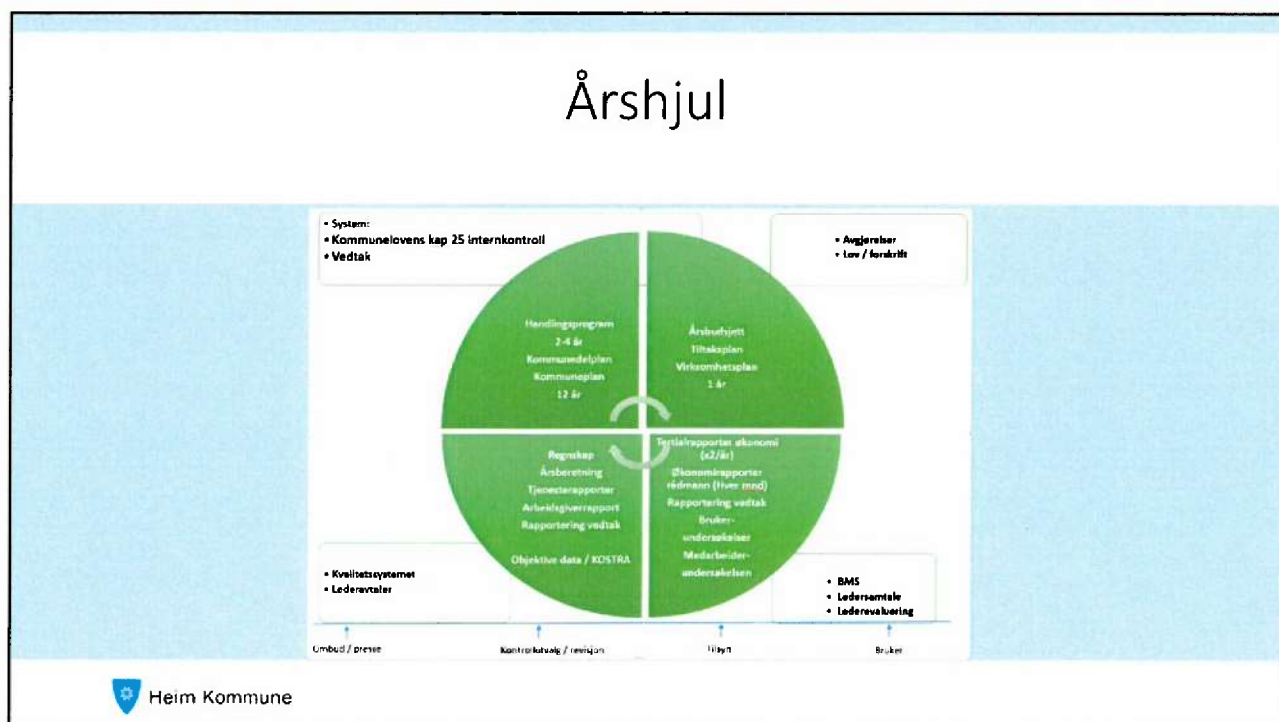 Årshjul
• System:
• Kommunelovens kap 25 internkontroll
• Vedtak
• Avgjørelser
• Lov / forskrift
Handlingsprogram
2-4 år
Kommunedelplan
Kommuneplan
12 år
Årsbudsjett
Tiltaksplan
Virksomhetsplan
1 år
Regnskap
Årsberetning
Tjenesterapporter
Arbeidsgiverrapport
Rapportering vedtak
Objektive data / KOSTRA
Tertialrapporter økonomi
(x2/år)
Økonomirapporter
rådmann (Hver mnd)
Rapportering vedtak
Bruker-
undersøkelser
Medarbeider-
undersøkelsen
• Kvalitetssystemet
• Lederavtaler
• BMS
• Ledersamtale
• Lederevaluering
Ombud / presse
Kontrollutvalg / revisjon
Tilsyn
Bruker
Heim Kommune